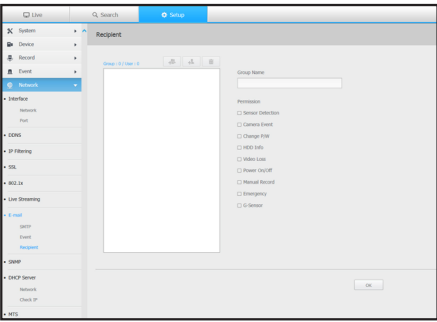 Live
Search
Setup
System
Device
Record
Event
Network
Interface
Network
Port
DDNS
IP Filtering
SSL
802.1x
Live Streaming
E-mail
SMTP
Event
Recipient
SNMP
DHCP Server
Network
Check IP
MTS
Recipient
Group : 0 / User : 0
Group Name
Permission
Sensor Detection
Camera Event
Change P/W
HDD Info
Video Loss
Power On/Off
Manual Record
Emergency
G-Sensor
OK